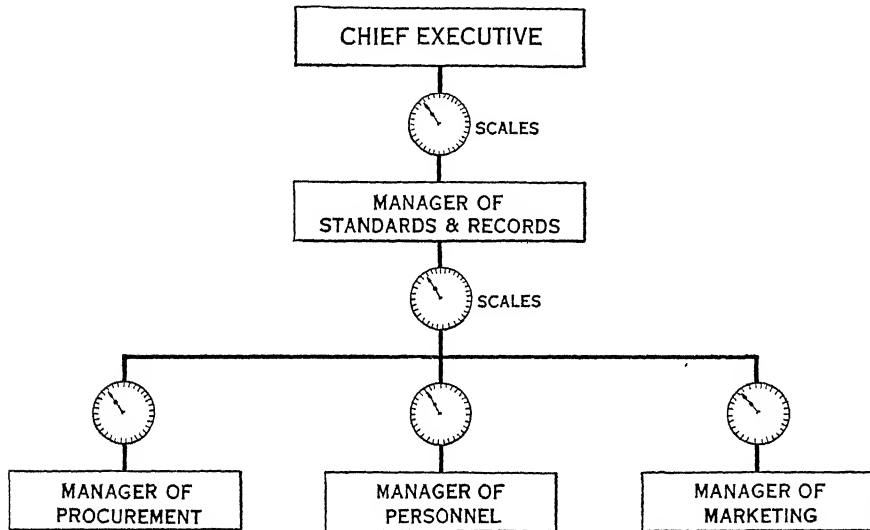 CHIEF EXECUTIVE
SCALES
MANAGER OF
STANDARDS & RECORDS
SCALES
MANAGER OF
PROCUREMENT
MANAGER OF
PERSONNEL
MANAGER OF
MARKETING